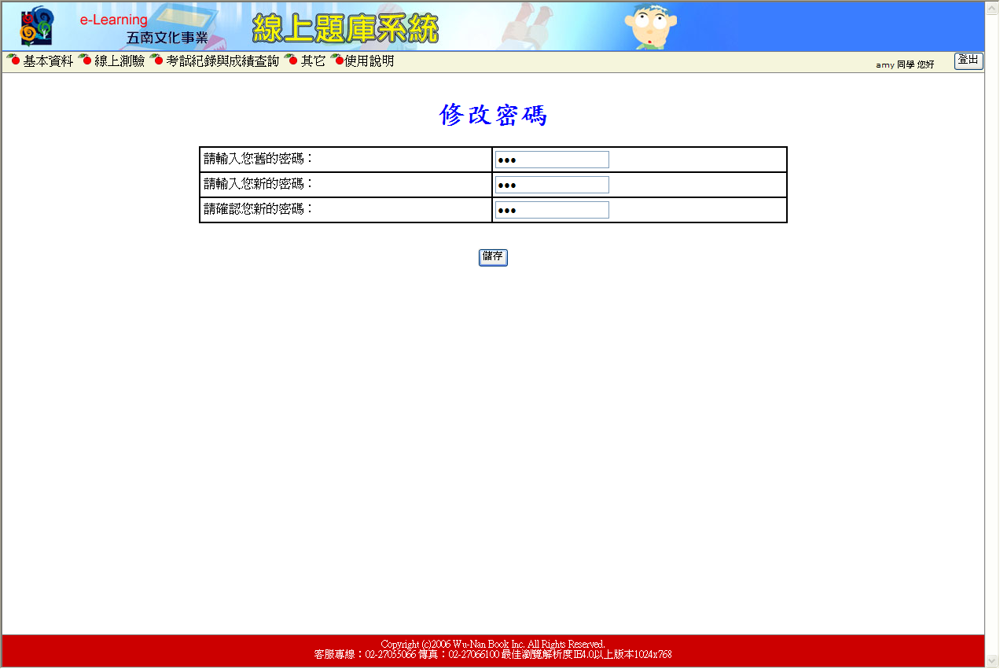 e-Learning
五南文化事業
線上題庫系統
基本資料 線上測驗 考試紀錄與成績查詢 其它 使用說明
amy 同學 您好
登出
修改密碼
請輸入您舊的密碼：
●●●
請輸入您新的密碼：
●●●
請確認您新的密碼：
●●●
儲存
Copyright (c)2006 Wu-Nan Book Inc. All Rights Reserved.
客服專線：02-27055066 傳真：02-27066100 最佳瀏覽解析度IE4.0以上版本1024x768